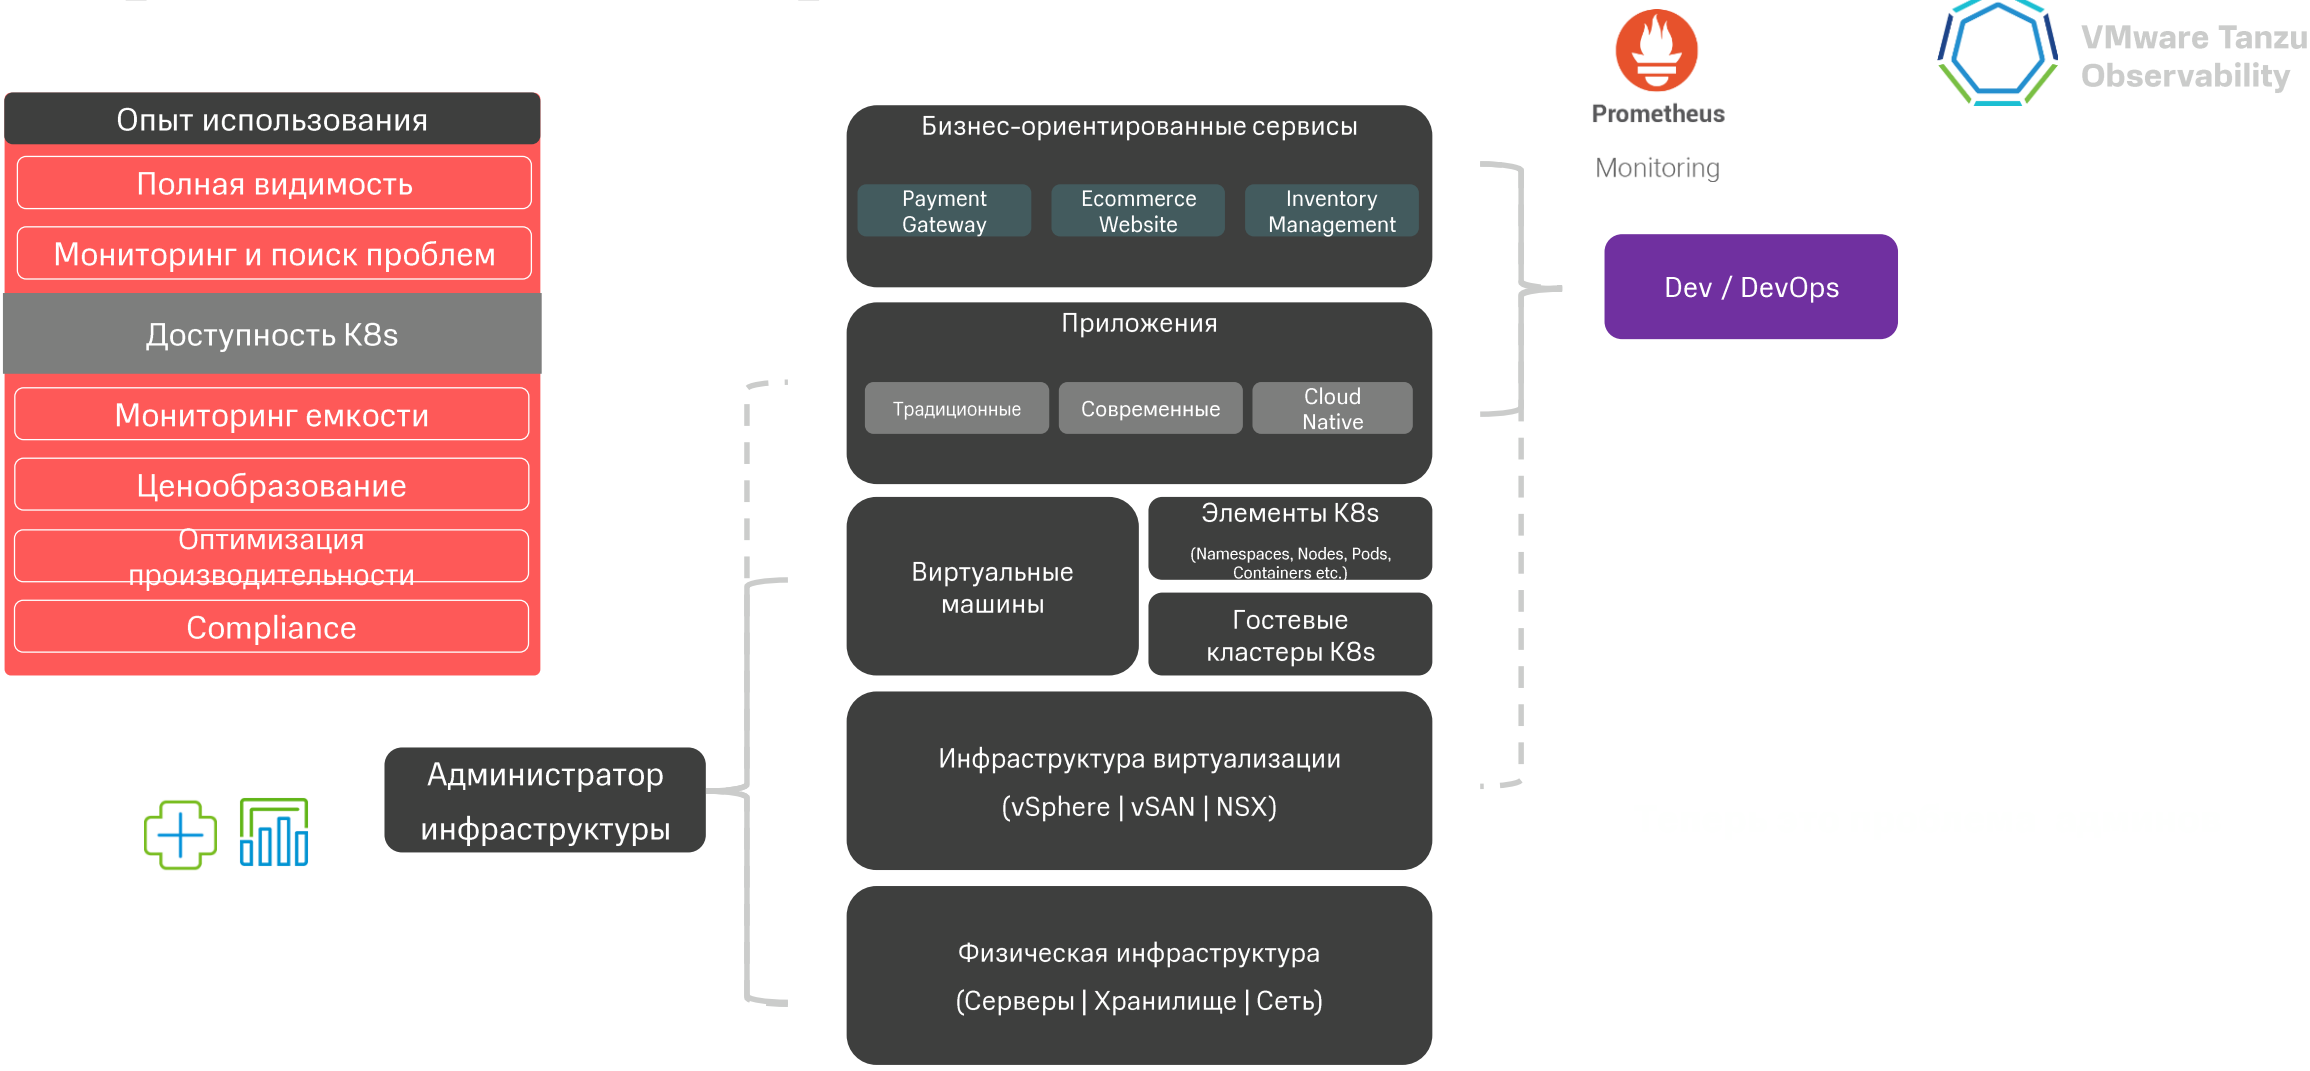 Опыт использования
Полная видимость
Мониторинг и поиск проблем
Доступность K8s
Мониторинг емкости
Ценообразование
Оптимизация
производительности
Compliance
Администратор
инфраструктуры
Бизнес-ориентированные сервисы
Payment
Gateway
Ecommerce
Website
Inventory
Management
Приложения
Традиционные
Современные
Cloud
Native
Виртуальные
машины
Элементы K8s
(Namespaces, Nodes, Pods,
Containers etc.)
Гостевые
кластеры K8s
Инфраструктура виртуализации
(vSphere | vSAN | NSX)
Физическая инфраструктура
(Серверы | Хранилище | Сеть)
Prometheus
Monitoring
VMware Tanzu
Observability
Dev / DevOps